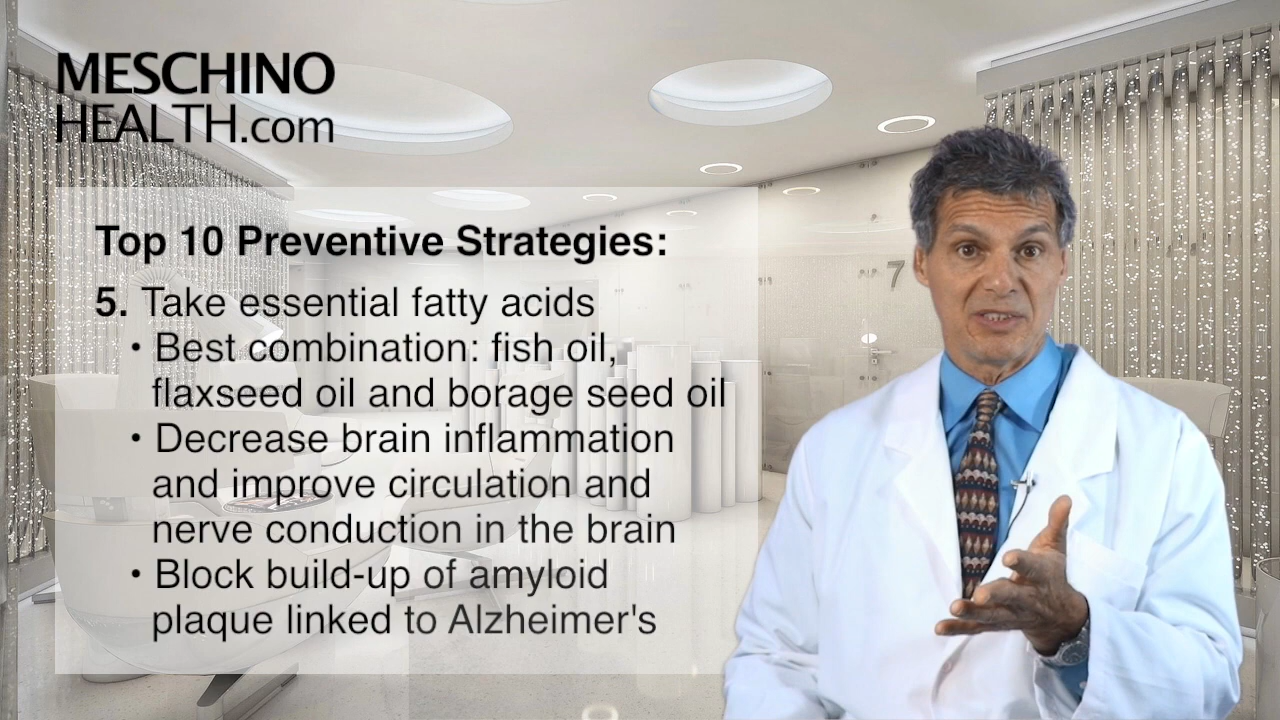 MESCHINO
HEALTH.com
Top 10 Preventive Strategies:
5. Take essential fatty acids
• Best combination: fish oil,
flaxseed oil and borage seed oil
• Decrease brain inflammation
and improve circulation and
nerve conduction in the brain
• Block build-up of amyloid
plaque linked to Alzheimer's
7